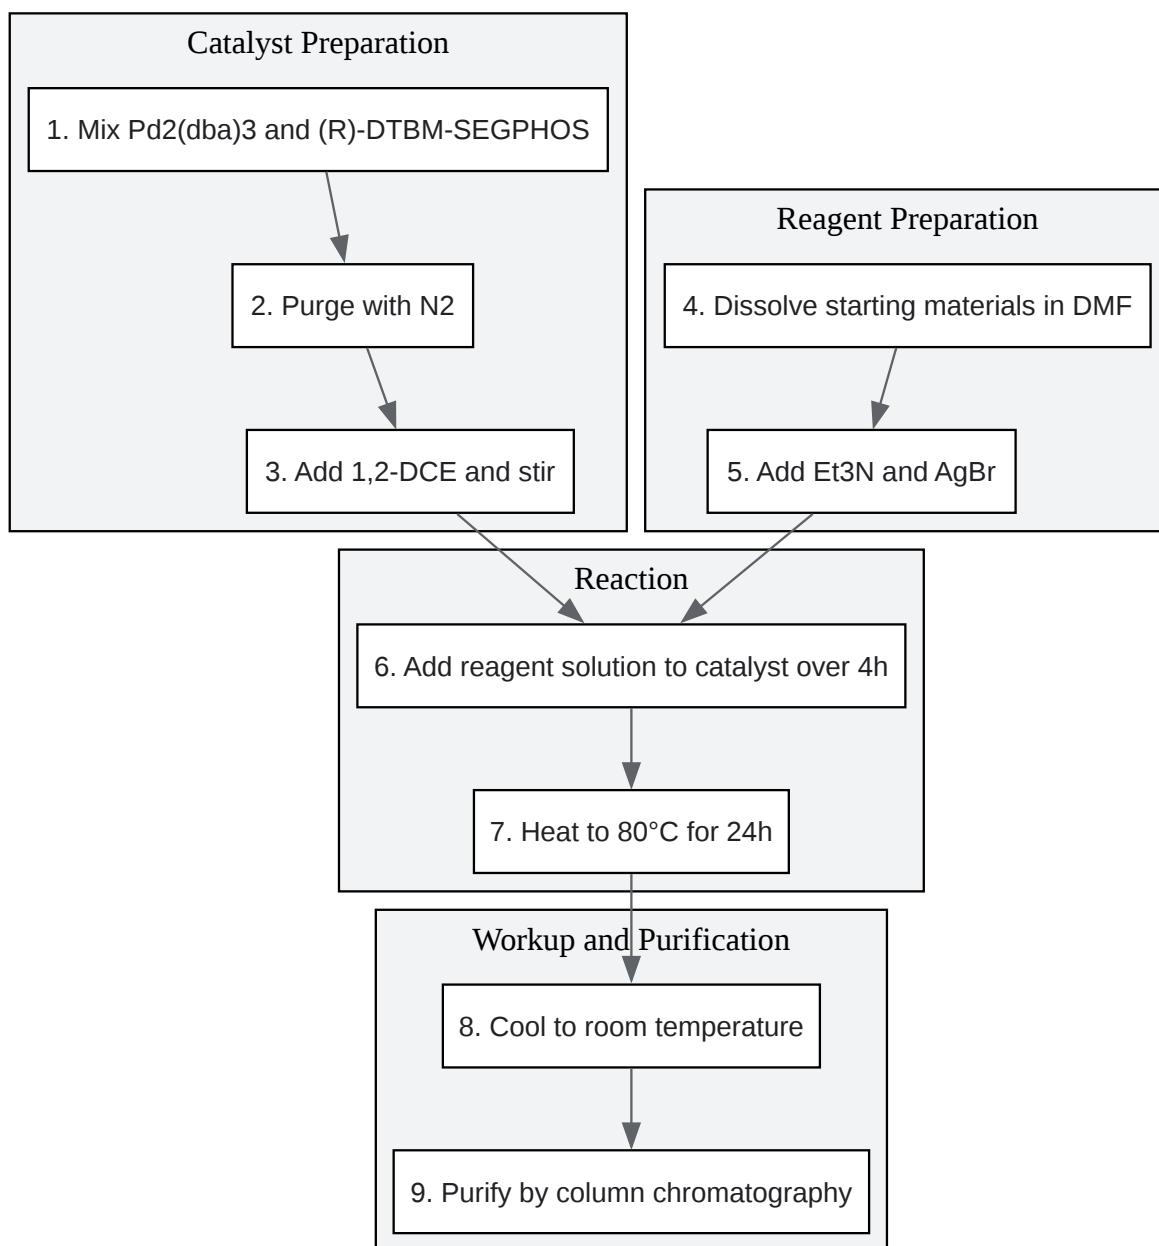 Catalyst Preparation
1. Mix Pd2(dba)3 and (R)-DTBM-SEGPHOS
2. Purge with N2
3. Add 1,2-DCE and stir
Reagent Preparation
4. Dissolve starting materials in DMF
5. Add Et3N and AgBr
Reaction
6. Add reagent solution to catalyst over 4h
7. Heat to 80°C for 24h
Workup and Purification
8. Cool to room temperature
9. Purify by column chromatography